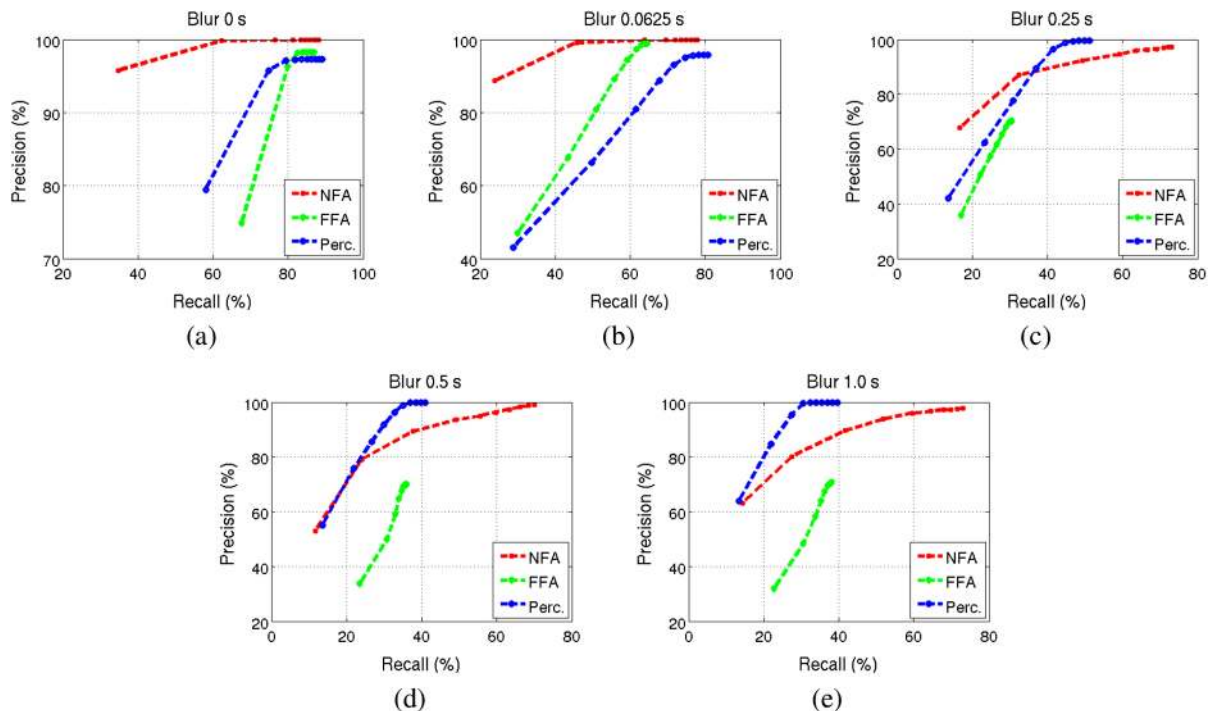 Blur 0 s
100
90
80
70
Precision (%)
20 40 60 80 100
Recall (%)
NFA
FFA
Perc.
(a)
Blur 0.0625 s
100
80
60
40
Precision (%)
20 40 60 80 100
Recall (%)
NFA
FFA
Perc.
(b)
Blur 0.25 s
100
80
60
40
20
Precision (%)
0 20 40 60 80
Recall (%)
NFA
FFA
Perc.
(c)
Blur 0.5 s
100
80
60
40
20
Precision (%)
0 20 40 60 80
Recall (%)
NFA
FFA
Perc.
(d)
Blur 1.0 s
100
80
60
40
20
Precision (%)
0 20 40 60 80
Recall (%)
NFA
FFA
Perc.
(e)